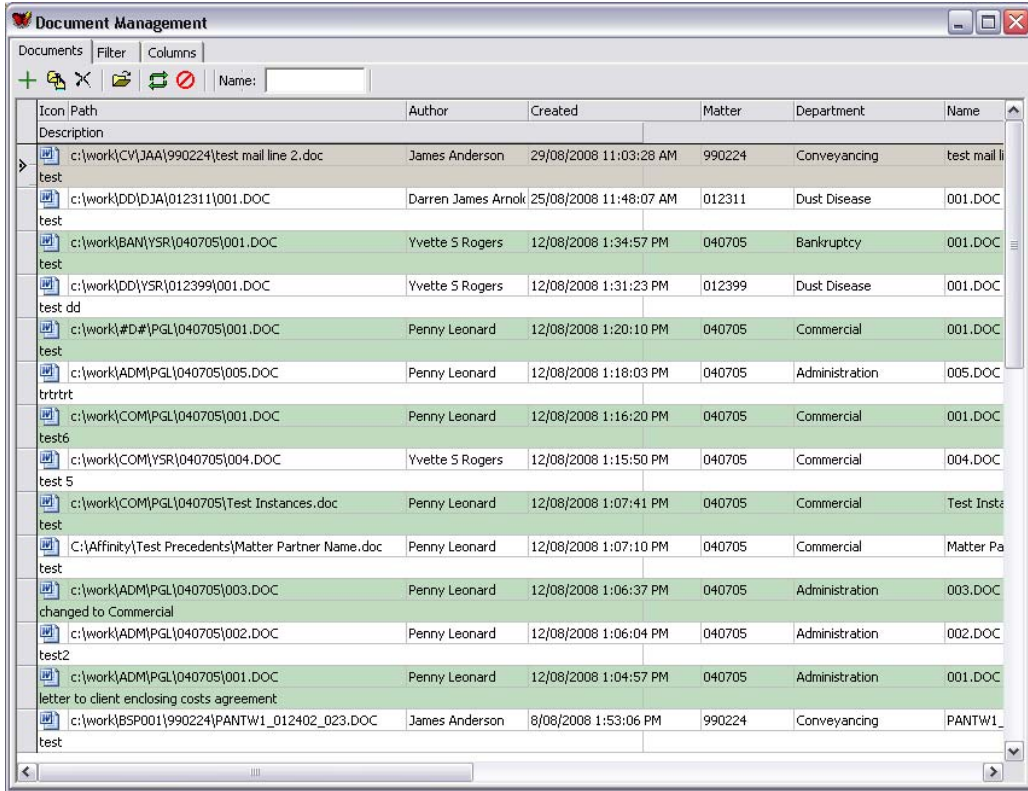 Document Management
Documents Filter Columns
Name:
Icon Path Author Created Matter Department Name
Description
c:\work\CV\JAA\990224\test mail line 2.doc James Anderson 29/08/2008 11:03:28 AM 990224 Conveyancing test mail li
test
c:\work\DD\DJA\012311\001.DOC Darren James Arnol 25/08/2008 11:48:07 AM 012311 Dust Disease 001.DOC
test
c:\work\BAN\YSR\040705\001.DOC Yvette S Rogers 12/08/2008 1:34:57 PM 040705 Bankruptcy 001.DOC
test
c:\work\DD\YSR\012399\001.DOC Yvette S Rogers 12/08/2008 1:31:23 PM 012399 Dust Disease 001.DOC
test dd
c:\work\#D#\PGL\040705\001.DOC Penny Leonard 12/08/2008 1:20:10 PM 040705 Commercial 001.DOC
test
c:\work\ADM\PGL\040705\005.DOC Penny Leonard 12/08/2008 1:18:03 PM 040705 Administration 005.DOC
trtrtrt
c:\work\COM\PGL\040705\001.DOC Penny Leonard 12/08/2008 1:16:20 PM 040705 Commercial 001.DOC
test6
c:\work\COM\YSR\040705\004.DOC Yvette S Rogers 12/08/2008 1:15:50 PM 040705 Commercial 004.DOC
test 5
c:\work\COM\PGL\040705\Test Instances.doc Penny Leonard 12/08/2008 1:07:41 PM 040705 Commercial Test Insta
test
C:\Affinity\Test Precedents\Matter Partner Name.doc Penny Leonard 12/08/2008 1:07:10 PM 040705 Commercial Matter Pa
test
c:\work\ADM\PGL\040705\003.DOC Penny Leonard 12/08/2008 1:06:37 PM 040705 Administration 003.DOC
changed to Commercial
c:\work\ADM\PGL\040705\002.DOC Penny Leonard 12/08/2008 1:06:04 PM 040705 Administration 002.DOC
test2
c:\work\ADM\PGL\040705\001.DOC Penny Leonard 12/08/2008 1:04:57 PM 040705 Administration 001.DOC
letter to client enclosing costs agreement
c:\work\BSP001\990224\PANTW1_012402_023.DOC James Anderson 8/08/2008 1:53:06 PM 990224 Conveyancing PANTW1_
test